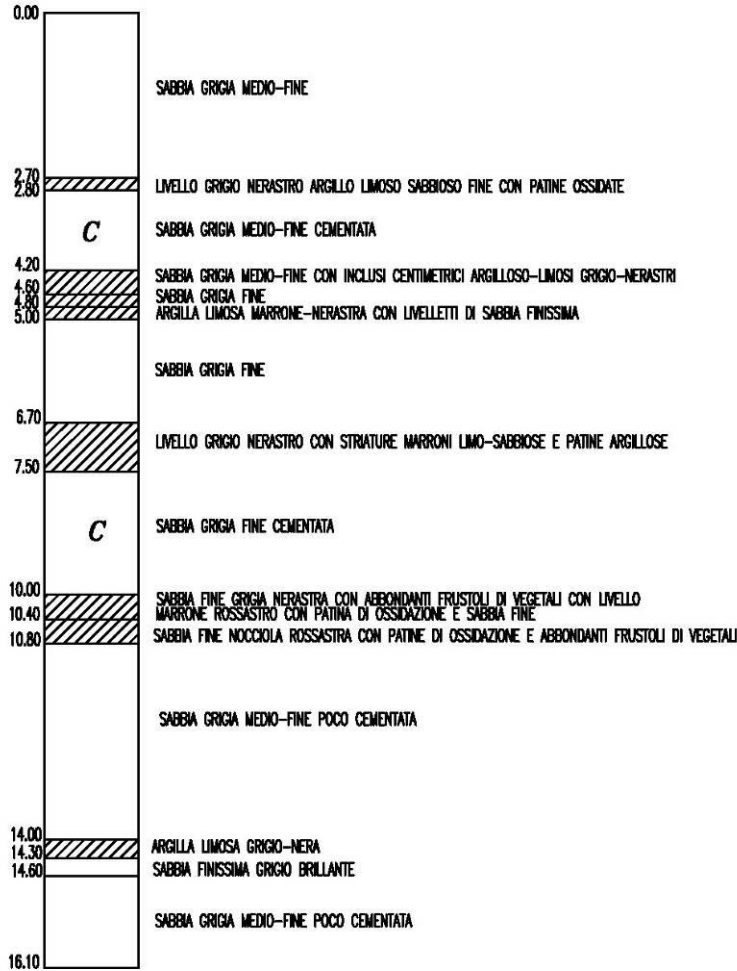 0.00
SABBIA GRIGIA MEDIO-FINE
2.70
2.80
LIVELLO GRIGIO NERASTRO ARGILLO LIMOSO SABBIOSO FINE CON PATINE OSSIDATE
C
SABBIA GRIGIA MEDIO-FINE CEMENTATA
4.20
SABBIA GRIGIA MEDIO-FINE CON INCLUSI CENTIMETRICI ARGILLOSO-LIMOSI GRIGIO-NERASTRI
4.60
SABBIA GRIGIA FINE
4.80
ARGILLA LIMOSA MARRONE-NERASTRA CON LIVELLETTI DI SABBIA FINISSIMA
5.00
SABBIA GRIGIA FINE
6.70
LIVELLO GRIGIO NERASTRO CON STRIATURE MARRONI LIMO-SABBIOSE E PATINE ARGILLOSE
7.50
C
SABBIA GRIGIA FINE CEMENTATA
10.00
SABBIA FINE GRIGIA NERASTRA CON ABBONDANTI FRUSTOLI DI VEGETALI CON LIVELLO
MARRONE ROSSASTRO CON PATINA DI OSSIDAZIONE E SABBIA FINE
10.40
SABBIA FINE NOCCIOLA ROSSASTRA CON PATINE DI OSSIDAZIONE E ABBONDANTI FRUSTOLI DI VEGETALI
10.80
SABBIA GRIGIA MEDIO-FINE POCO CEMENTATA
14.00
ARGILLA LIMOSA GRIGIO-NERA
14.30
SABBIA FINISSIMA GRIGIO BRILLANTE
14.60
SABBIA GRIGIA MEDIO-FINE POCO CEMENTATA
16.10